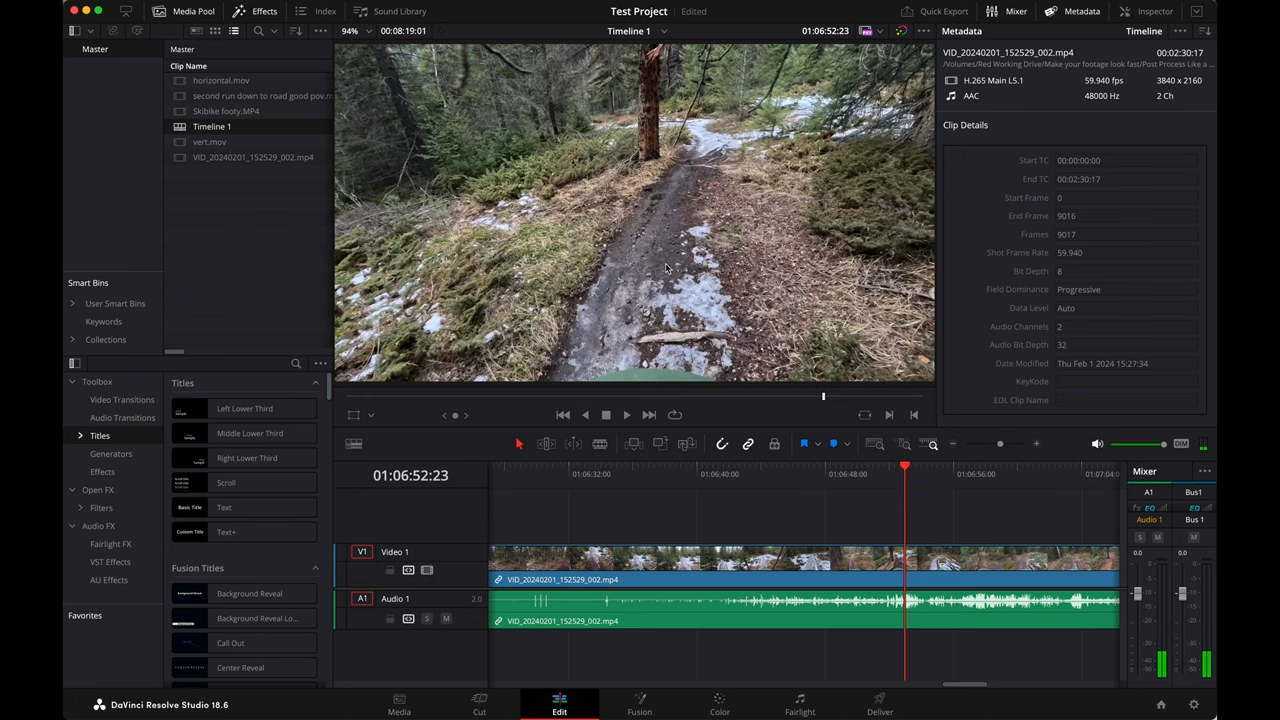 Media Pool
Effects
Index
Sound Library
Test Project
Edited
Quick Export
Mixer
Metadata
Inspector
Master
Master
Clip Name
horizontal.mov
second run down to road good pov.m
Skibike footy.MP4
Timeline 1
vert.mov
VID_20240201_152529_002.mp4
Smart Bins
User Smart Bins
Keywords
Collections
94%
00:08:19:01
Timeline 1
01:06:52:23
Metadata
Timeline
VID_20240201_152529_002.mp4
00:02:30:17
/Volumes/Red Working Drive/Make your footage look fast/Post Process Like a ...
H.265 Main L5.1
59.940 fps
3840 x 2160
AAC
48000 Hz
2 Ch
Clip Details
Start TC 00:00:00:00
End TC 00:02:30:17
Start Frame 0
End Frame 9016
Frames 9017
Shot Frame Rate 59.940
Bit Depth 8
Field Dominance Progressive
Data Level Auto
Audio Channels 2
Audio Bit Depth 32
Date Modified Thu Feb 1 2024 15:27:34
KeyKode
EDL Clip Name
Toolbox
Video Transitions
Audio Transitions
Titles
Generators
Effects
Open FX
Filters
Audio FX
Fairlight FX
VST Effects
AU Effects
Favorites
Titles
Left Lower Third
Middle Lower Third
Right Lower Third
Scroll
Basic Title
Text
Custom Title
Text+
Fusion Titles
Background Reveal
Background Reveal Lo...
Call Out
Center Reveal
DIM
01:06:52:23
01:06:32:00
01:06:40:00
01:06:48:00
01:06:56:00
01:07:04:0
V1
Video 1
VID_20240201_152529_002.mp4
A1
Audio 1
2.0
S
M
VID_20240201_152529_002.mp4
Mixer
A1
Bus1
fx EQ
EQ
Audio 1
Bus 1
S
M
M
0.0
0.0
DaVinci Resolve Studio 18.6
Media
Cut
Edit
Fusion
Color
Fairlight
Deliver